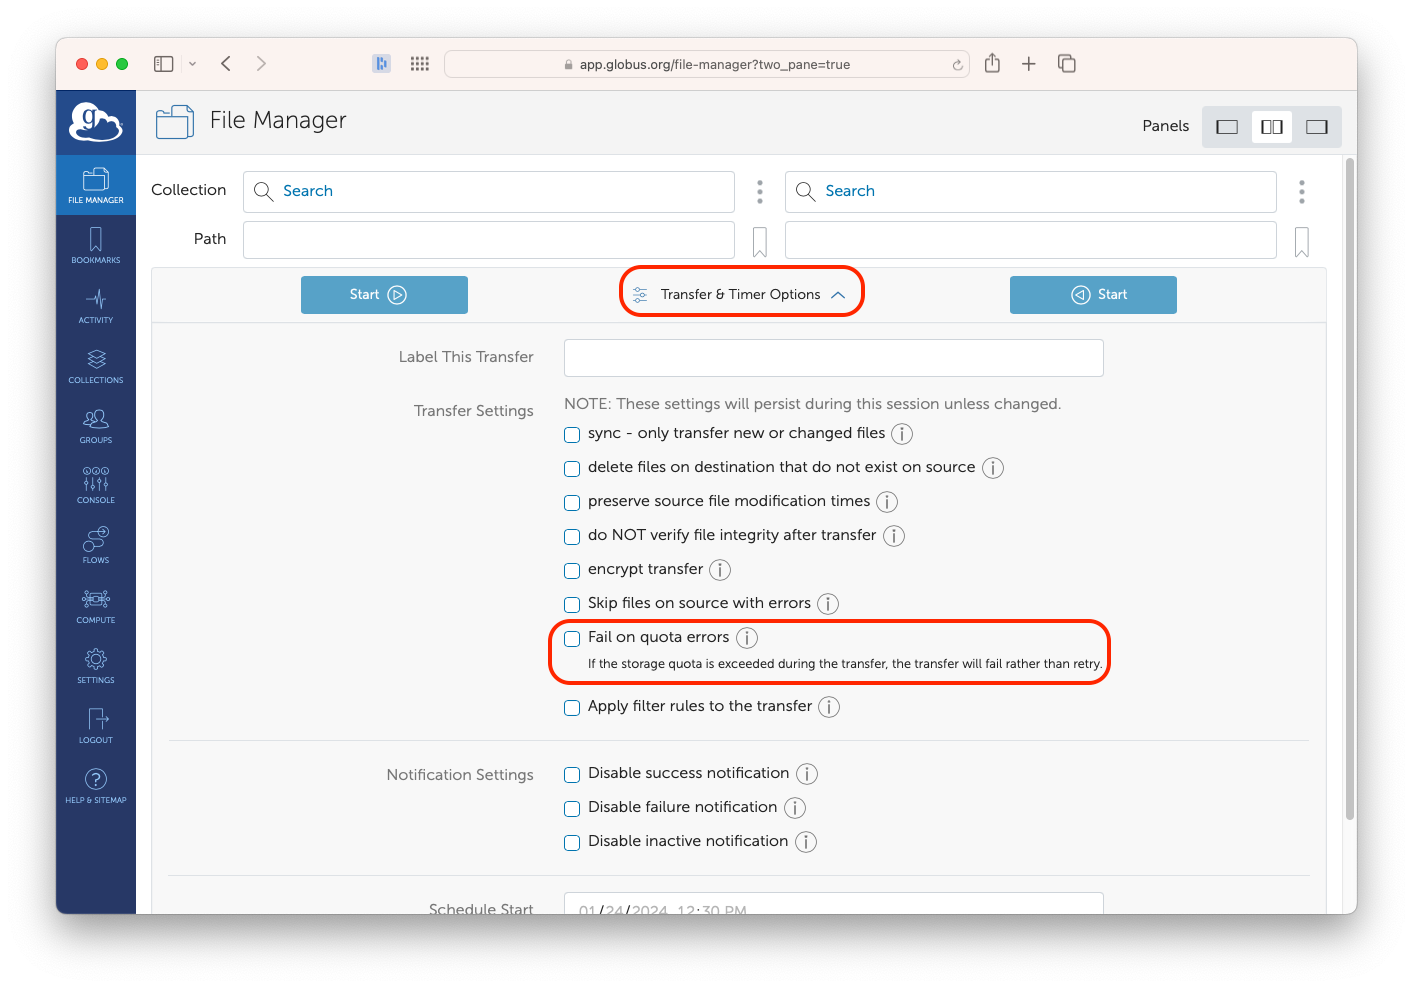 app.globus.org/file-manager?two_pane=true
g
File Manager
Panels
FILE MANAGER
BOOKMARKS
ACTIVITY
COLLECTIONS
GROUPS
CONSOLE
FLOWS
COMPUTE
SETTINGS
LOGOUT
?
HELP & SITEMAP
Collection
Search
Search
Path
Start
Transfer & Timer Options
Start
Label This Transfer
Transfer Settings
NOTE: These settings will persist during this session unless changed.
sync - only transfer new or changed files i
delete files on destination that do not exist on source i
preserve source file modification times i
do NOT verify file integrity after transfer i
encrypt transfer i
Skip files on source with errors i
Fail on quota errors i
If the storage quota is exceeded during the transfer, the transfer will fail rather than retry.
Apply filter rules to the transfer i
Notification Settings
Disable success notification i
Disable failure notification i
Disable inactive notification i
Schedule Start
01/24/2024 12:30 PM